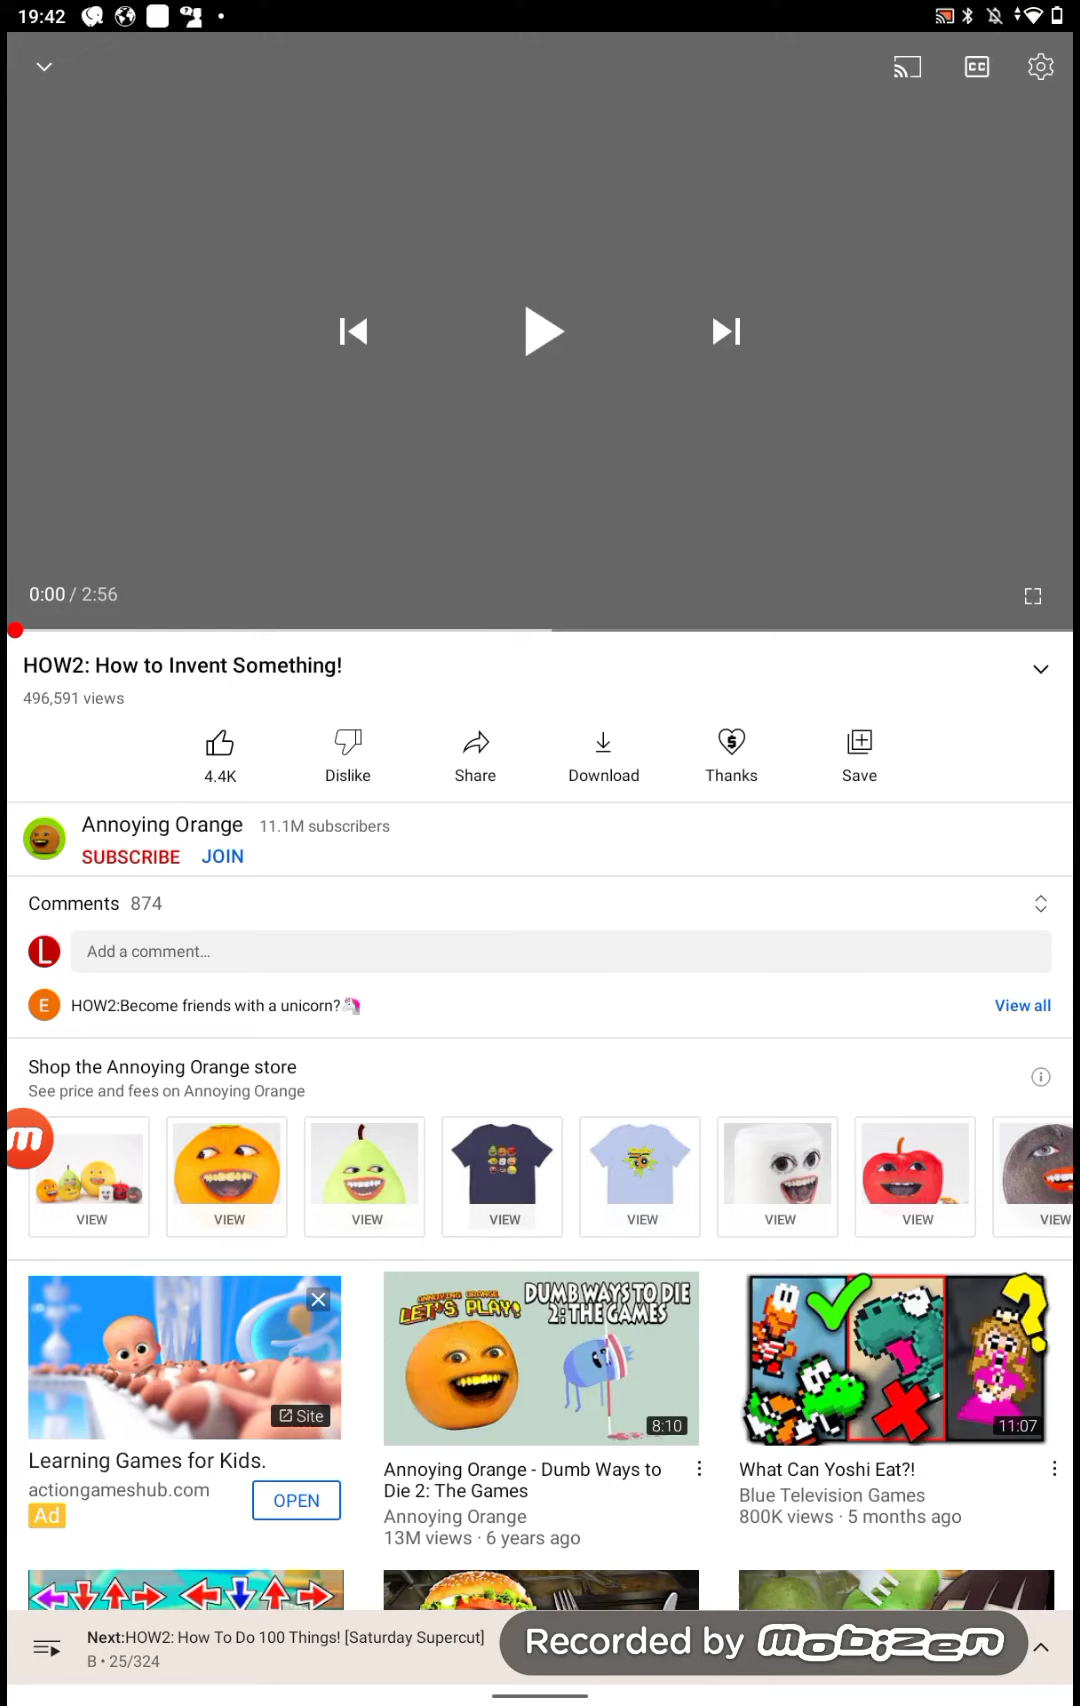 19:42
0:00 / 2:56
HOW2: How to Invent Something!
496,591 views
4.4K
Dislike
Share
Download
Thanks
Save
Annoying Orange 11.1M subscribers
SUBSCRIBE JOIN
Comments 874
L
Add a comment...
E
HOW2:Become friends with a unicorn?🦄
View all
Shop the Annoying Orange store
See price and fees on Annoying Orange
VIEW
VIEW
VIEW
VIEW
VIEW
VIEW
VIEW
VIEW
Site
Learning Games for Kids.
actiongameshub.com
Ad
OPEN
ANNOYING ORANGE
LET'S PLAY!
DUMB WAYS TO DIE
2: THE GAMES
8:10
Annoying Orange - Dumb Ways to
Die 2: The Games
Annoying Orange
13M views · 6 years ago
11:07
What Can Yoshi Eat?!
Blue Television Games
800K views · 5 months ago
Next:HOW2: How To Do 100 Things! [Saturday Supercut]
B • 25/324
Recorded by mobizen